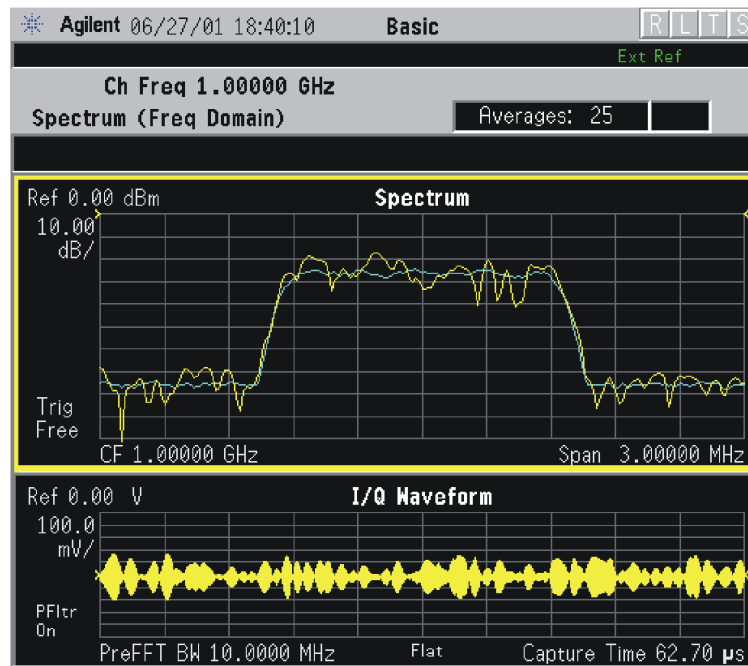 Agilent 06/27/01 18:40:10 Basic R L T S
Ext Ref
Ch Freq 1.00000 GHz
Spectrum (Freq Domain) Averages: 25
Ref 0.00 dBm Spectrum
10.00
dB/
Trig
Free
CF 1.00000 GHz Span 3.00000 MHz
Ref 0.00 V I/Q Waveform
100.0
mV/
PFltr
On
PreFFT BW 10.0000 MHz Flat Capture Time 62.70 µs